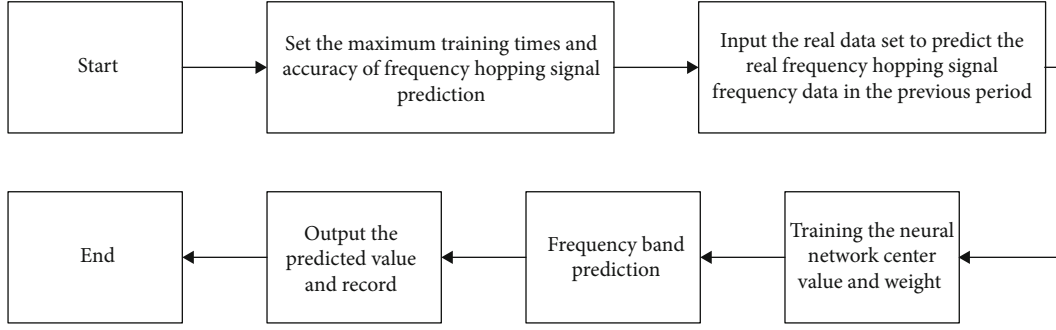 Start
Set the maximum training times and
accuracy of frequency hopping signal
prediction
Input the real data set to predict the
real frequency hopping signal
frequency data in the previous period
End
Output the
predicted value
and record
Frequency band
prediction
Training the neural
network center
value and weight